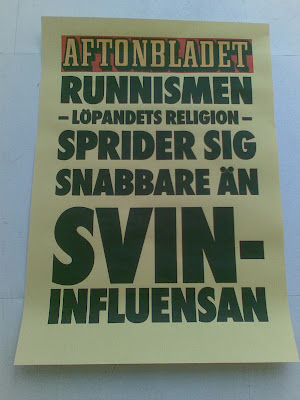 AFTONBLADET
RUNNISMEN
– LÖPANDETS RELIGION –
SPRIDER SIG
SNABBARE ÄN
SVIN-
INFLUENSAN